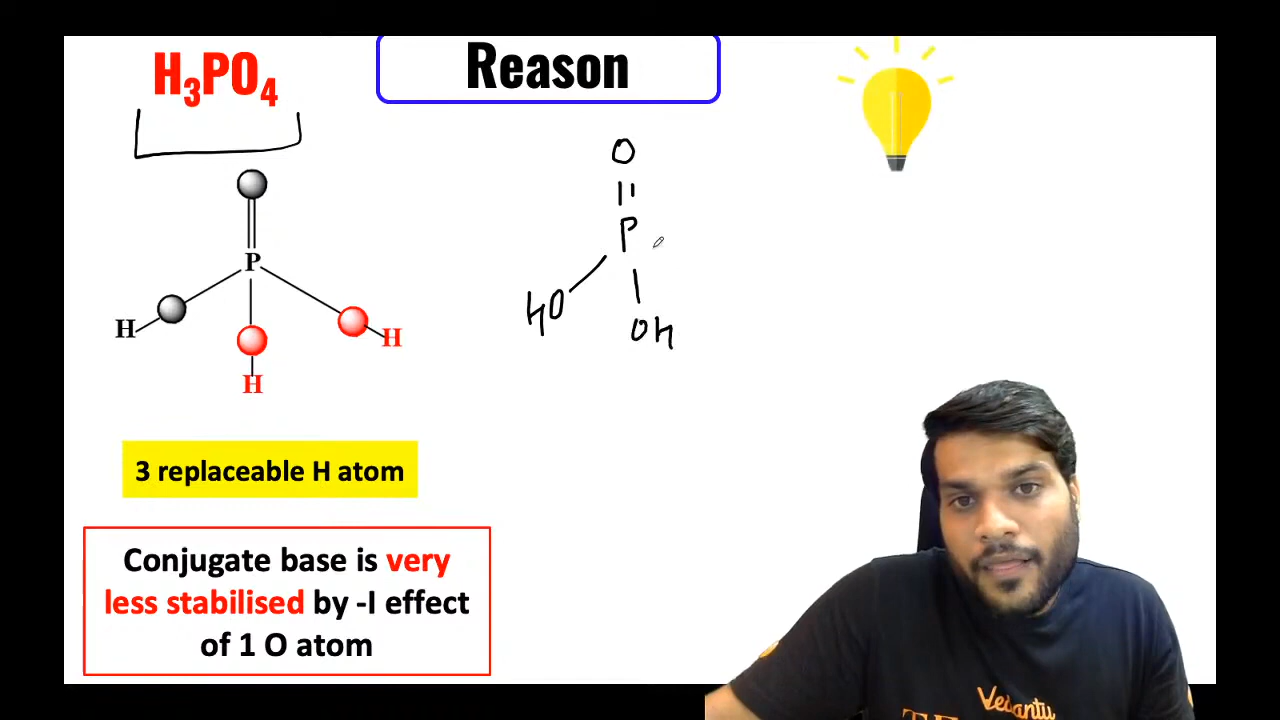 H₃PO₄
Reason
O
P
HO
OH
P
H
H
H
3 replaceable H atom
Conjugate base is very
less stabilised by -I effect
of 1 O atom
Vedantu
TE